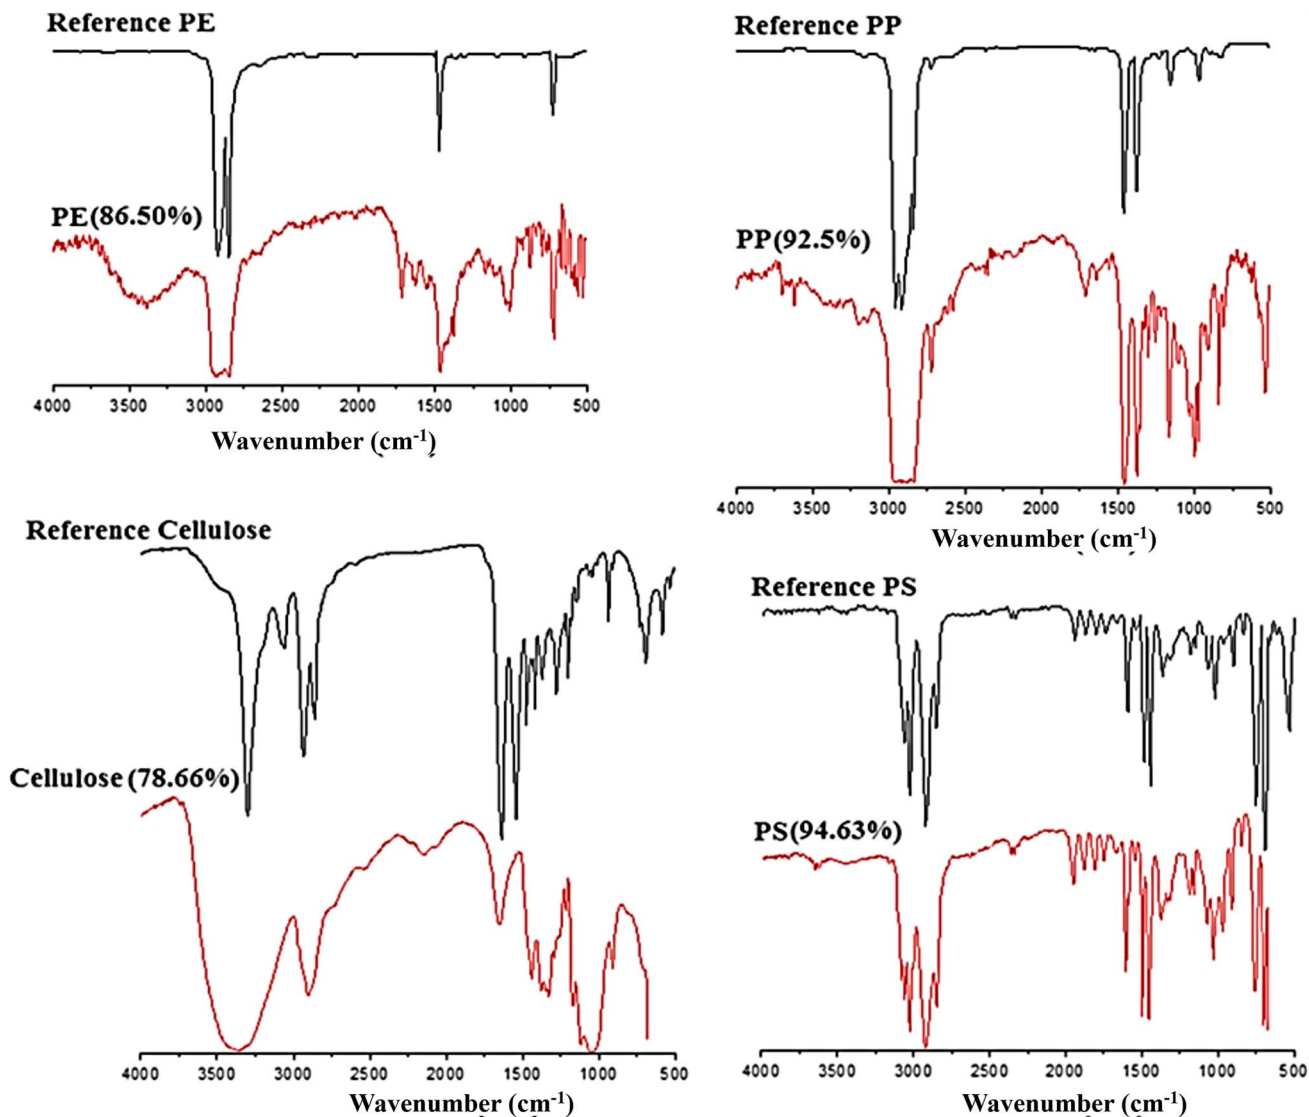 Reference PE
PE(86.50%)
4000 3500 3000 2500 2000 1500 1000 500
Wavenumber (cm-1)
Reference PP
PP(92.5%)
4000 3500 3000 2500 2000 1500 1000 500
Wavenumber (cm-1)
Reference Cellulose
Cellulose (78.66%)
4000 3500 3000 2500 2000 1500 1000 500
Wavenumber (cm-1)
Reference PS
PS(94.63%)
4000 3500 3000 2500 2000 1500 1000 500
Wavenumber (cm-1)